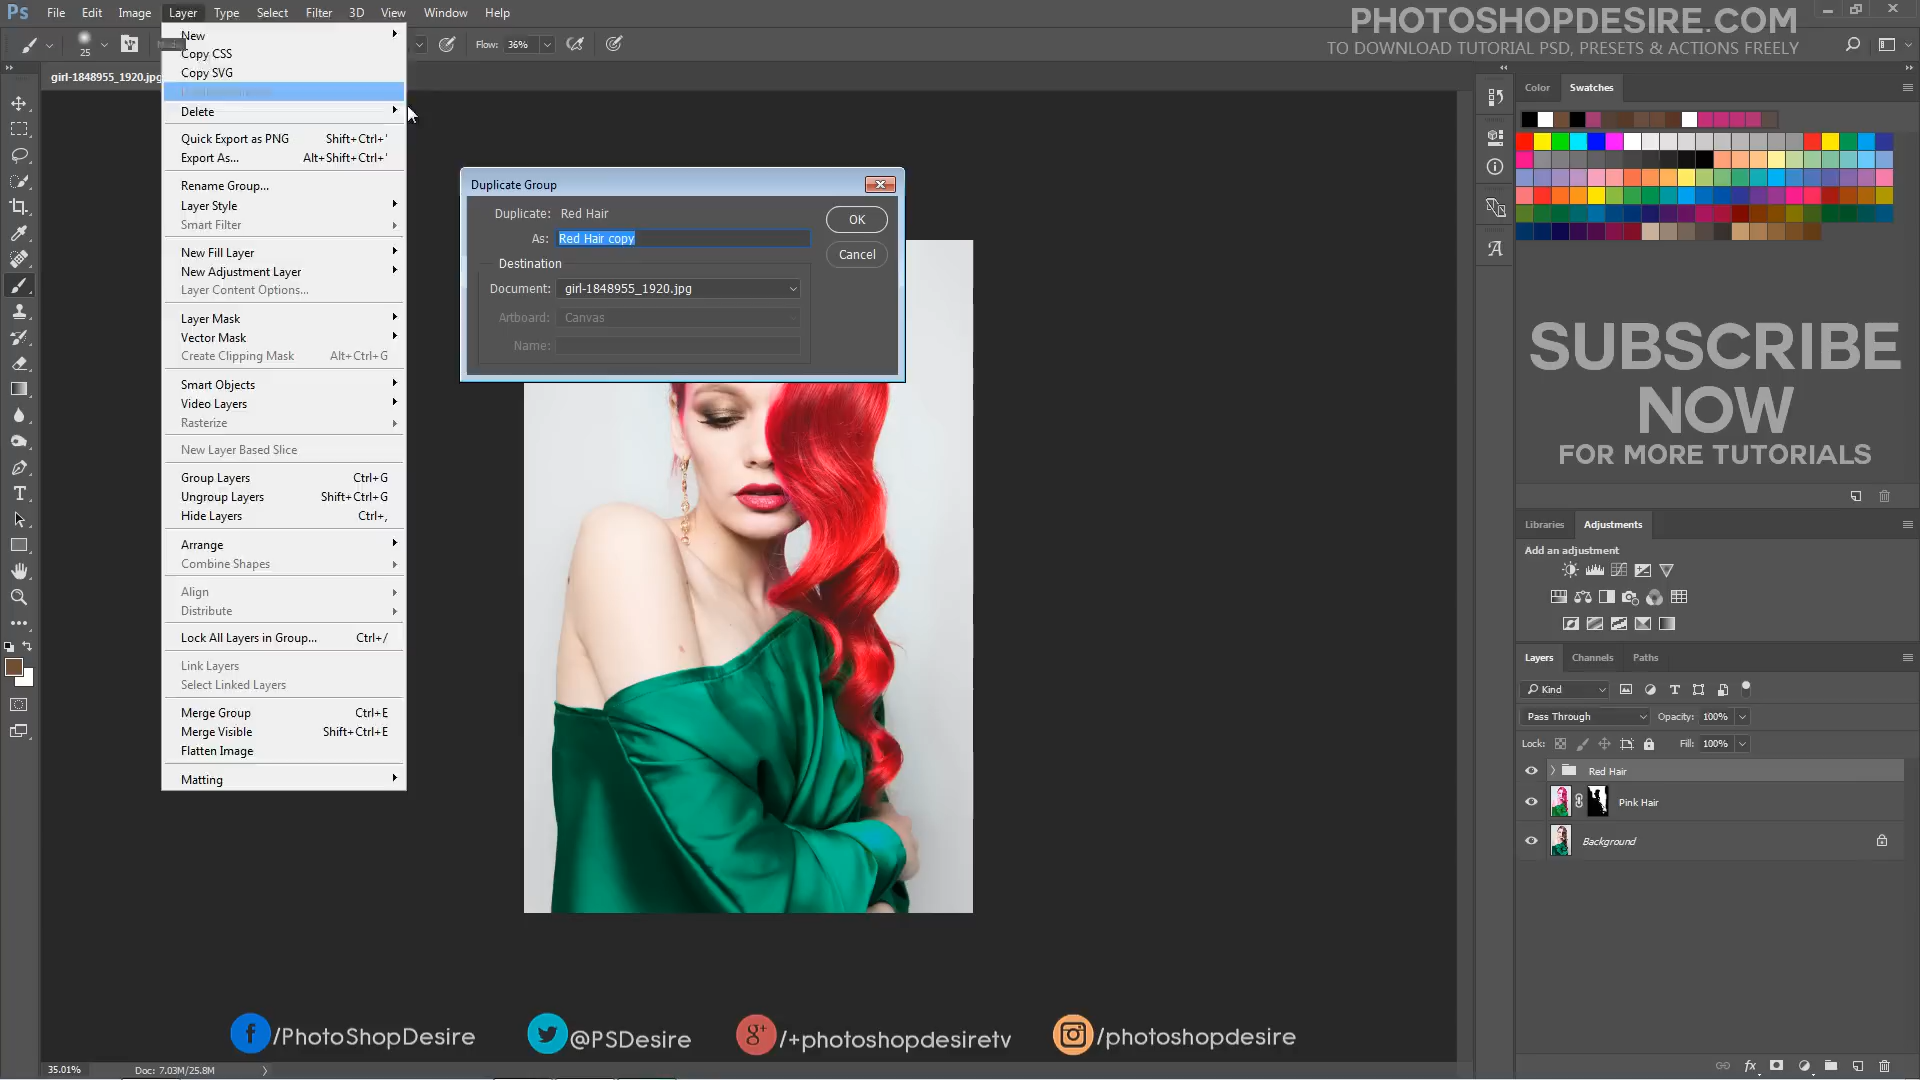 Ps File Edit Image Layer Type Select Filter 3D View Window Help
PHOTOSHOPDESIRE.COM
TO DOWNLOAD TUTORIAL PSD, PRESETS & ACTIONS FREELY
25
Flow: 36%
girl-1848955_1920.jpg
New
Copy CSS
Copy SVG
Delete
Quick Export as PNG Shift+Ctrl+'
Export As... Alt+Shift+Ctrl+'
Rename Group...
Layer Style
Smart Filter
New Fill Layer
New Adjustment Layer
Layer Content Options...
Layer Mask
Vector Mask
Create Clipping Mask Alt+Ctrl+G
Smart Objects
Video Layers
Rasterize
New Layer Based Slice
Group Layers Ctrl+G
Ungroup Layers Shift+Ctrl+G
Hide Layers Ctrl+,
Arrange
Combine Shapes
Align
Distribute
Lock All Layers in Group... Ctrl+/
Link Layers
Select Linked Layers
Merge Group Ctrl+E
Merge Visible Shift+Ctrl+E
Flatten Image
Matting
Duplicate Group
Duplicate: Red Hair
As: Red Hair copy
OK
Cancel
Destination
Document: girl-1848955_1920.jpg
Artboard: Canvas
Name:
Color Swatches
SUBSCRIBE
NOW
FOR MORE TUTORIALS
Libraries Adjustments
Add an adjustment
Layers Channels Paths
Kind
Pass Through Opacity: 100%
Lock: Fill: 100%
Red Hair
Pink Hair
Background
/PhotoShopDesire
@PSDesire
/+photoshopdesiretv
/photoshopdesire
35.01% Doc: 7.03M/25.8M